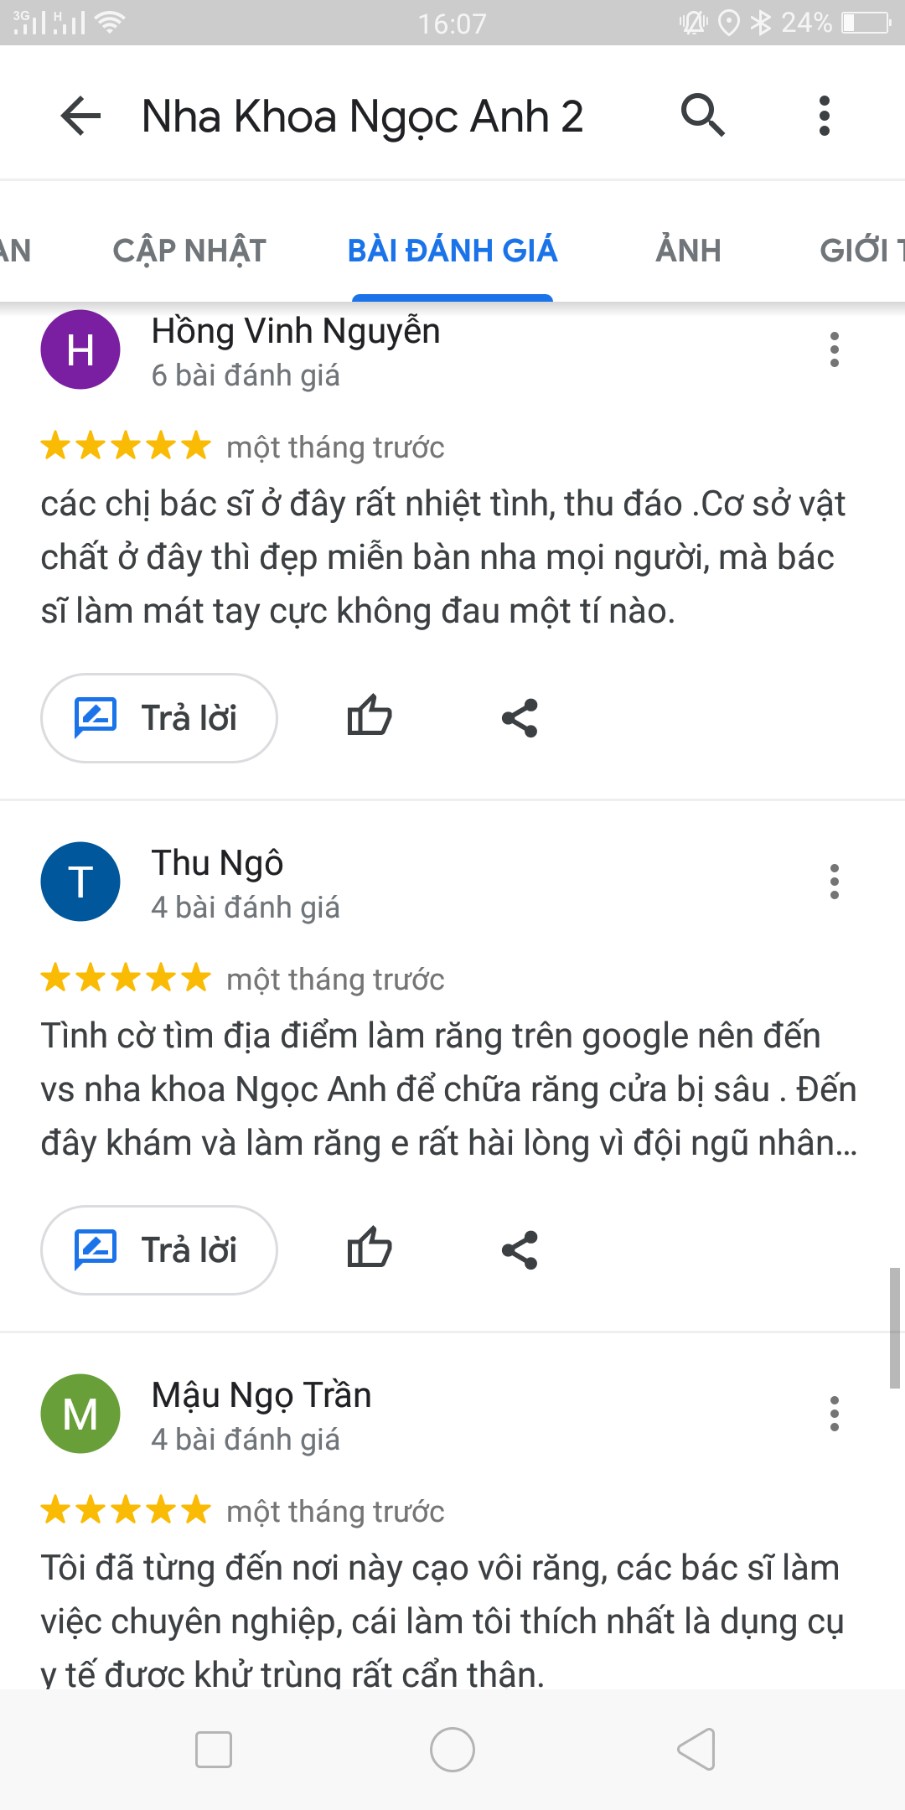 3G H 16:07 24%
Nha Khoa Ngọc Anh 2
AN CẬP NHẬT BÀI ĐÁNH GIÁ ẢNH GIỚI T
H Hồng Vinh Nguyễn
6 bài đánh giá
một tháng trước
các chị bác sĩ ở đây rất nhiệt tình, thu đáo .Cơ sở vật
chất ở đây thì đẹp miễn bàn nha mọi người, mà bác
sĩ làm mát tay cực không đau một tí nào.
Trả lời
T Thu Ngô
4 bài đánh giá
một tháng trước
Tình cờ tìm địa điểm làm răng trên google nên đến
vs nha khoa Ngọc Anh để chữa răng cửa bị sâu . Đến
đây khám và làm răng e rất hài lòng vì đội ngũ nhân...
Trả lời
M Mậu Ngọ Trần
4 bài đánh giá
một tháng trước
Tôi đã từng đến nơi này cạo vôi răng, các bác sĩ làm
việc chuyên nghiệp, cái làm tôi thích nhất là dụng cụ
y tế được khử trùng rất cẩn thận.